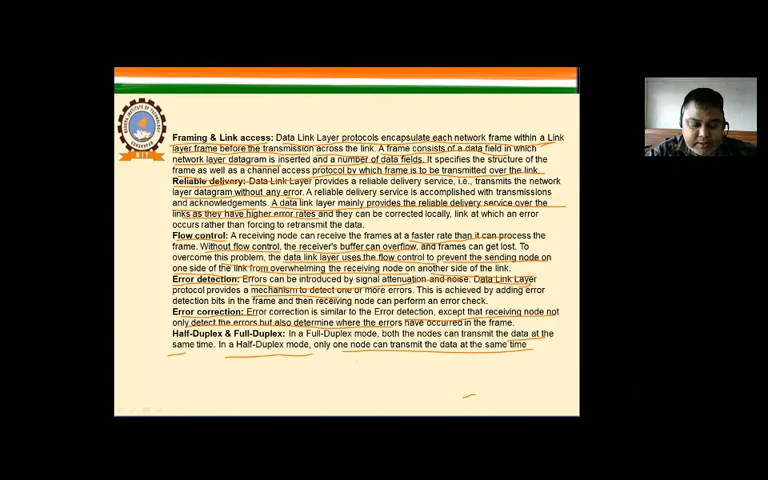 Framing & Link access: Data Link Layer protocols encapsulate each network frame within a Link
layer frame before the transmission across the link. A frame consists of a data field in which
network layer datagram is inserted and a number of data fields. It specifies the structure of the
frame as well as a channel access protocol by which frame is to be transmitted over the link.
Reliable delivery: Data Link Layer provides a reliable delivery service, i.e., transmits the network
layer datagram without any error. A reliable delivery service is accomplished with transmissions
and acknowledgements. A data link layer mainly provides the reliable delivery service over the
links as they have higher error rates and they can be corrected locally, link at which an error
occurs rather than forcing to retransmit the data.
Flow control: A receiving node can receive the frames at a faster rate than it can process the
frame. Without flow control, the receiver's buffer can overflow, and frames can get lost. To
overcome this problem, the data link layer uses the flow control to prevent the sending node on
one side of the link from overwhelming the receiving node on another side of the link.
Error detection: Errors can be introduced by signal attenuation and noise. Data Link Layer
protocol provides a mechanism to detect one or more errors. This is achieved by adding error
detection bits in the frame and then receiving node can perform an error check.
Error correction: Error correction is similar to the Error detection, except that receiving node not
only detect the errors but also determine where the errors have occurred in the frame.
Half-Duplex & Full-Duplex: In a Full-Duplex mode, both the nodes can transmit the data at the
same time. In a Half-Duplex mode, only one node can transmit the data at the same time
BIT